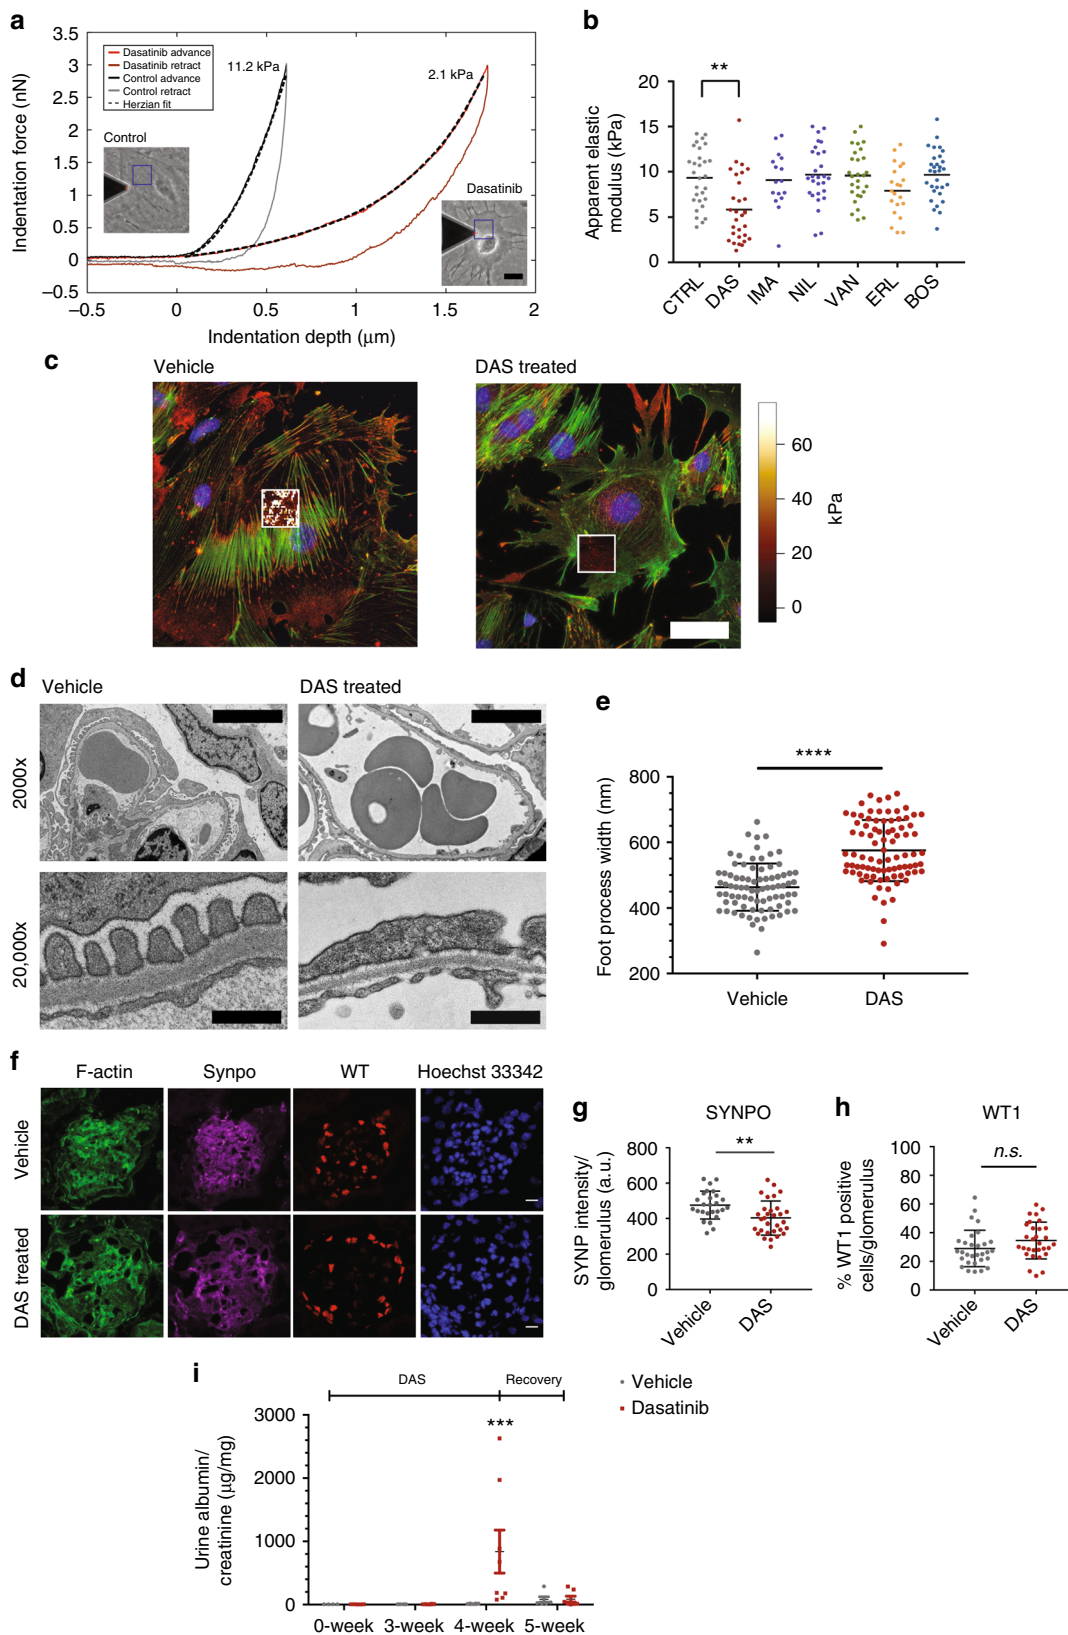 a
3.5
3
2.5
2
1.5
1
0.5
0
−0.5
Indentation force (nN)
Dasatinib advance
Dasatinib retract
Control advance
Control retract
Herzian fit
11.2 kPa
2.1 kPa
Control
Dasatinib
−0.5
0
0.5
1
1.5
2
Indentation depth (μm)
b
**
20
15
10
5
0
Apparent elastic
modulus (kPa)
CTRL
DAS
IMA
NIL
VAN
ERL
BOS
c
Vehicle
DAS treated
60
40
20
0
kPa
d
Vehicle
DAS treated
2000x
20,000x
e
****
800
600
400
200
Foot process width (nm)
Vehicle
DAS
f
F-actin
Synpo
WT
Hoechst 33342
Vehicle
DAS treated
g
SYNPO
**
800
600
400
200
0
SYNP intensity/
glomerulus (a.u.)
Vehicle
DAS
h
WT1
n.s.
100
80
60
40
20
0
% WT1 positive
cells/glomerulus
Vehicle
DAS
i
DAS
Recovery
Vehicle
Dasatinib
***
3000
2000
1000
0
Urine albumin/
creatinine (μg/mg)
0-week
3-week
4-week
5-week